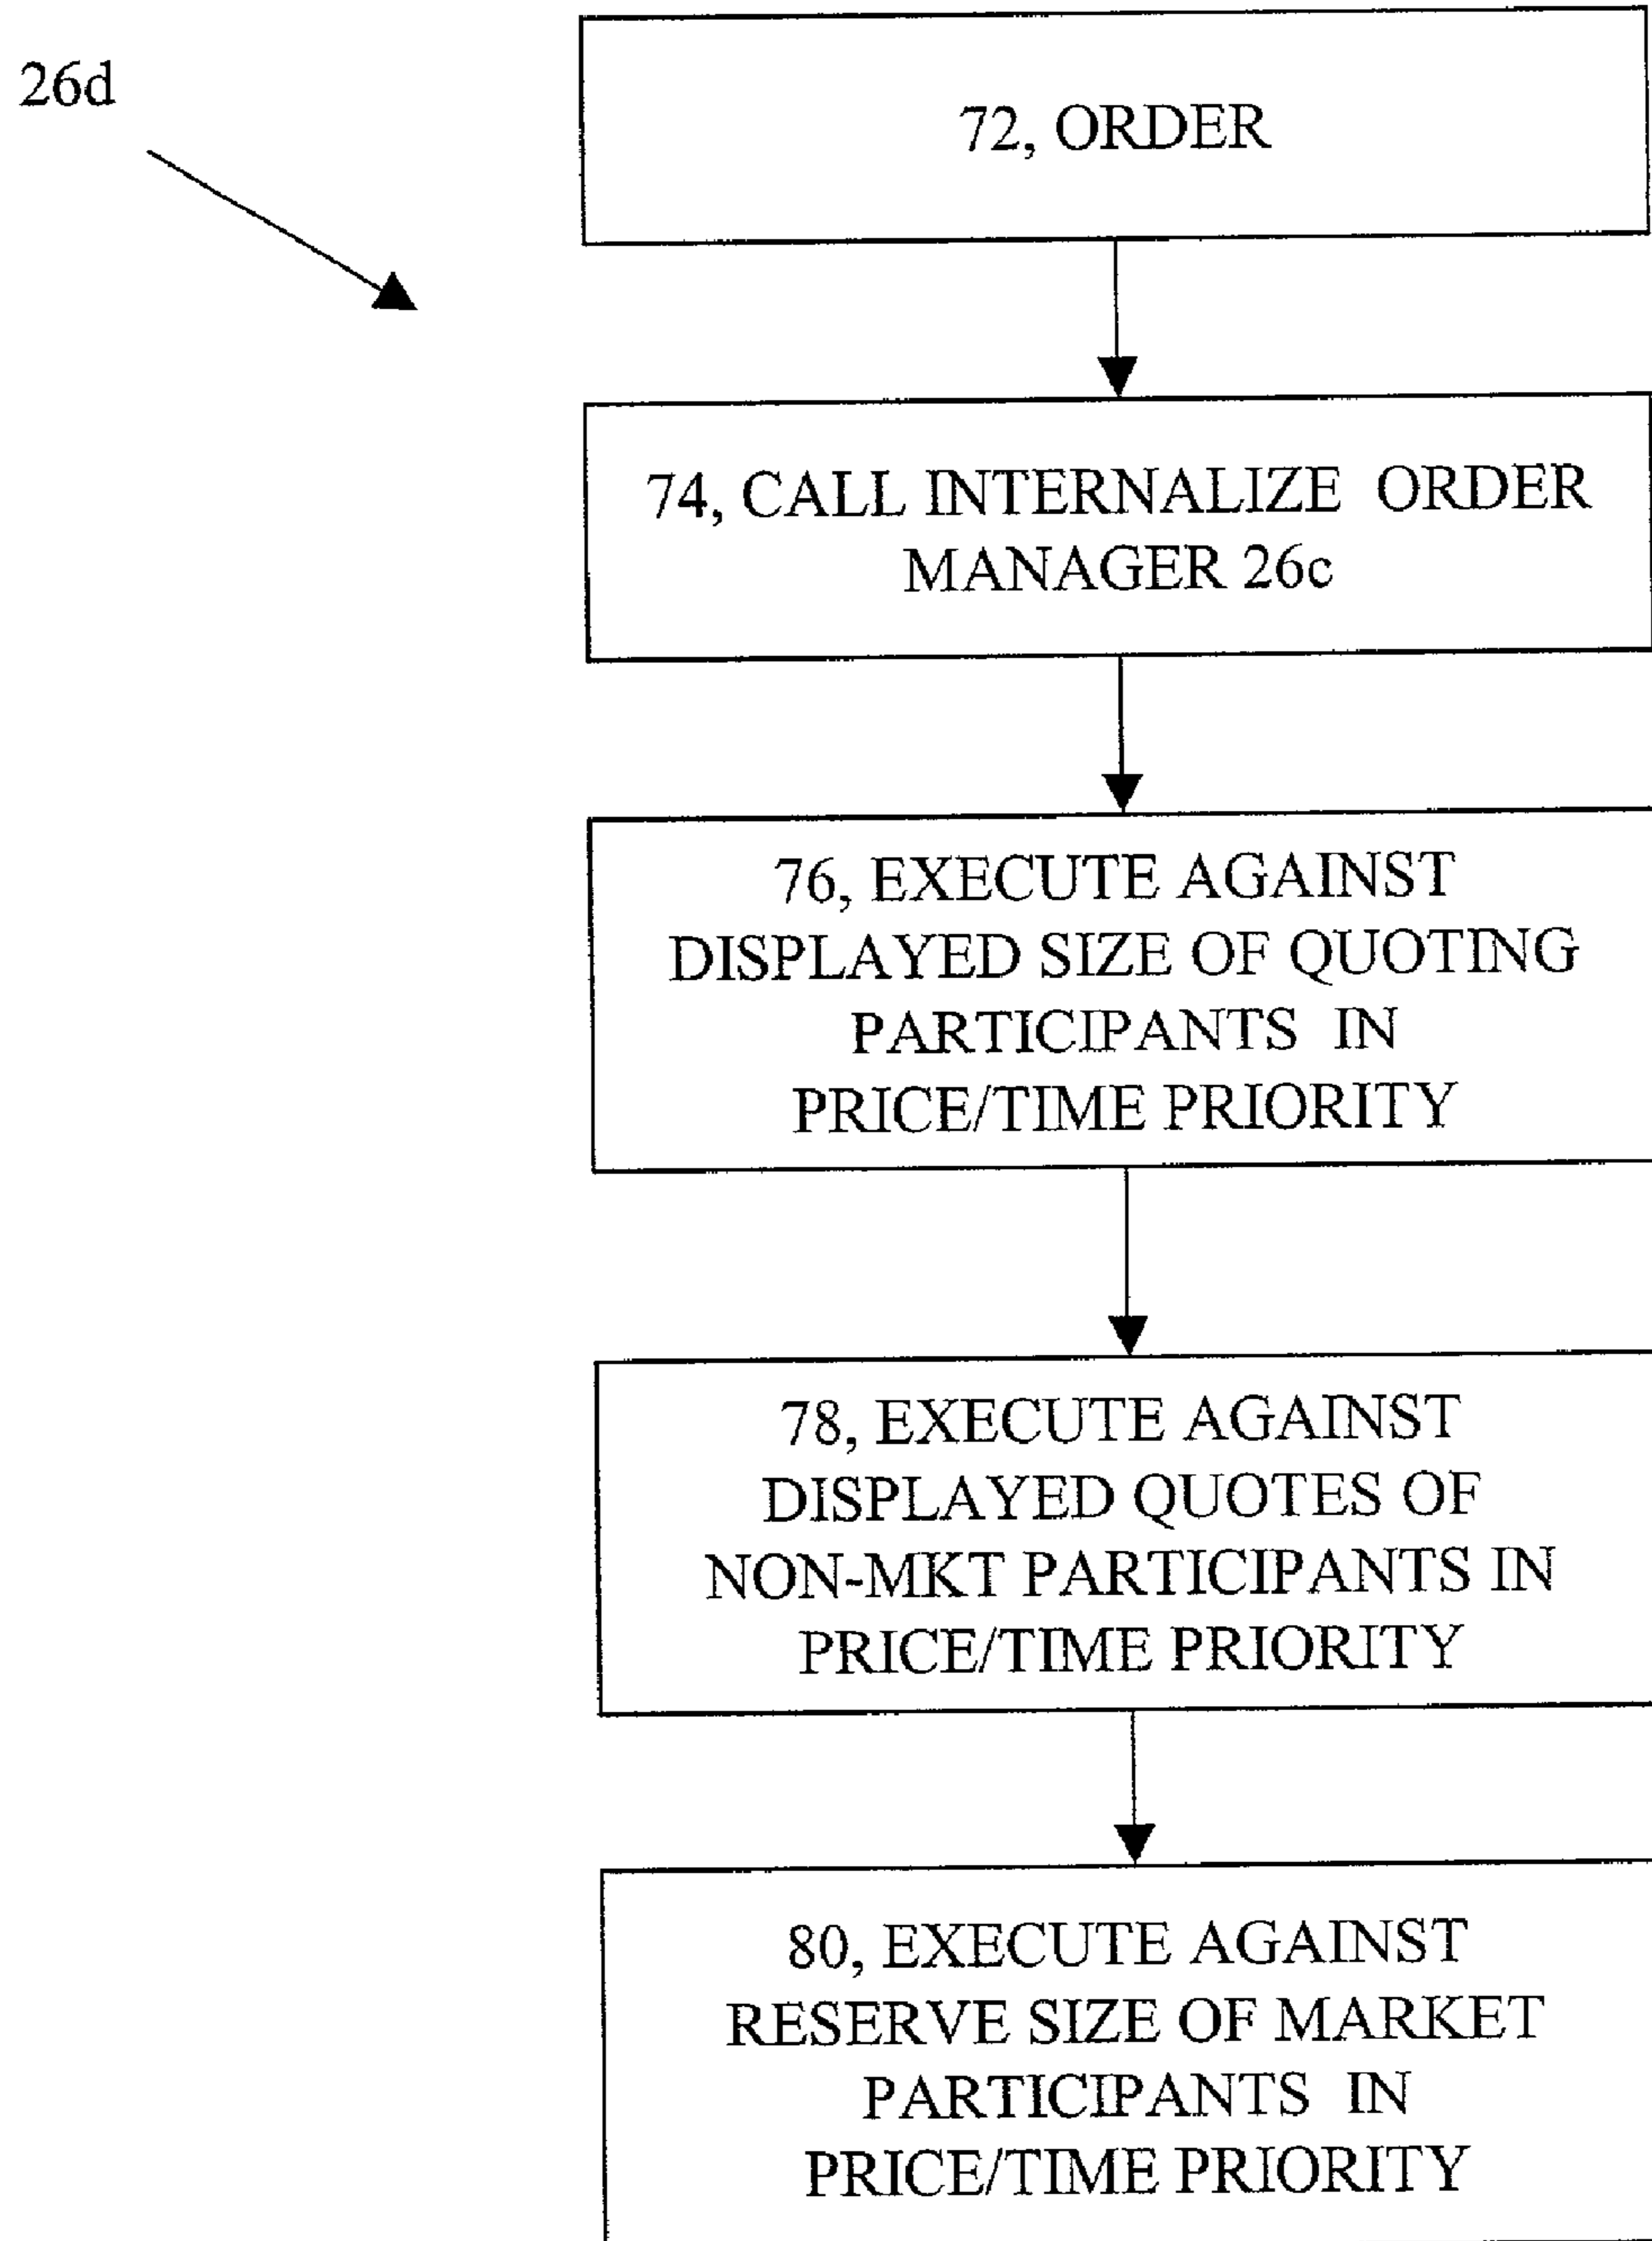 26d
72, ORDER
74, CALL INTERNALIZE ORDER
MANAGER 26c
76, EXECUTE AGAINST
DISPLAYED SIZE OF QUOTING
PARTICIPANTS IN
PRICE/TIME PRIORITY
78, EXECUTE AGAINST
DISPLAYED QUOTES OF
NON-MKT PARTICIPANTS IN
PRICE/TIME PRIORITY
80, EXECUTE AGAINST
RESERVE SIZE OF MARKET
PARTICIPANTS IN
PRICE/TIME PRIORITY